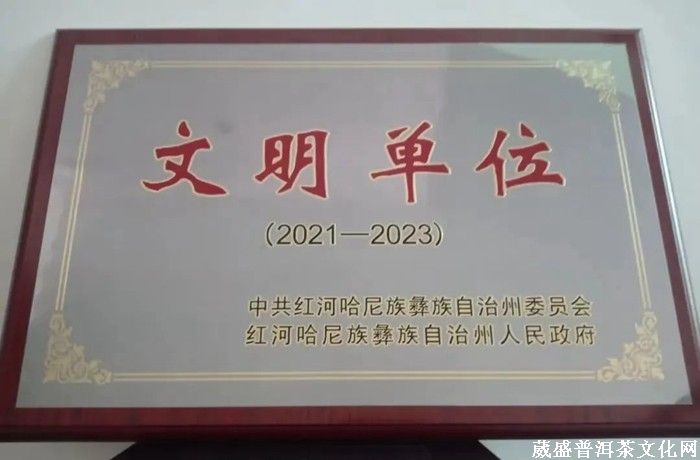 文明单位
(2021—2023)
中共红河哈尼族彝族自治州委员会
红河哈尼族彝族自治州人民政府
葳盛普洱茶文化网